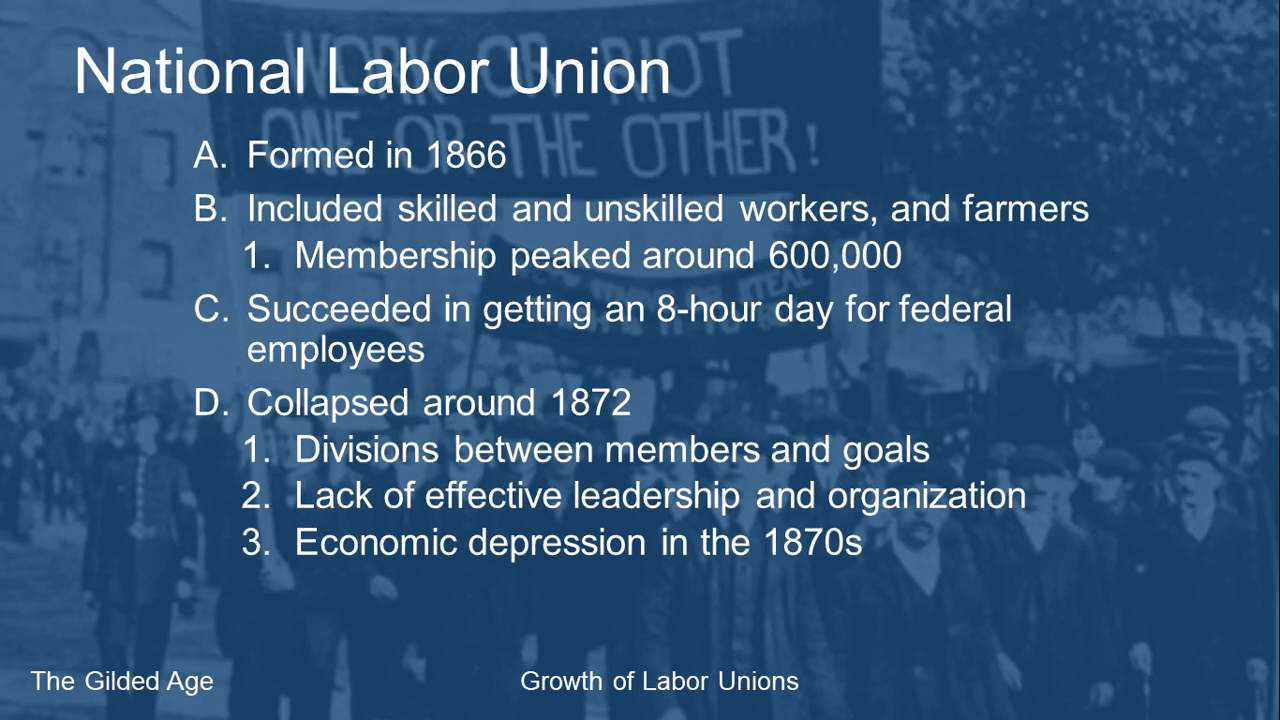 National Labor Union
WORK OR RIOT
ONE OR THE OTHER!
A. Formed in 1866
B. Included skilled and unskilled workers, and farmers
1. Membership peaked around 600,000
C. Succeeded in getting an 8-hour day for federal
employees
D. Collapsed around 1872
1. Divisions between members and goals
2. Lack of effective leadership and organization
3. Economic depression in the 1870s
The Gilded Age
Growth of Labor Unions